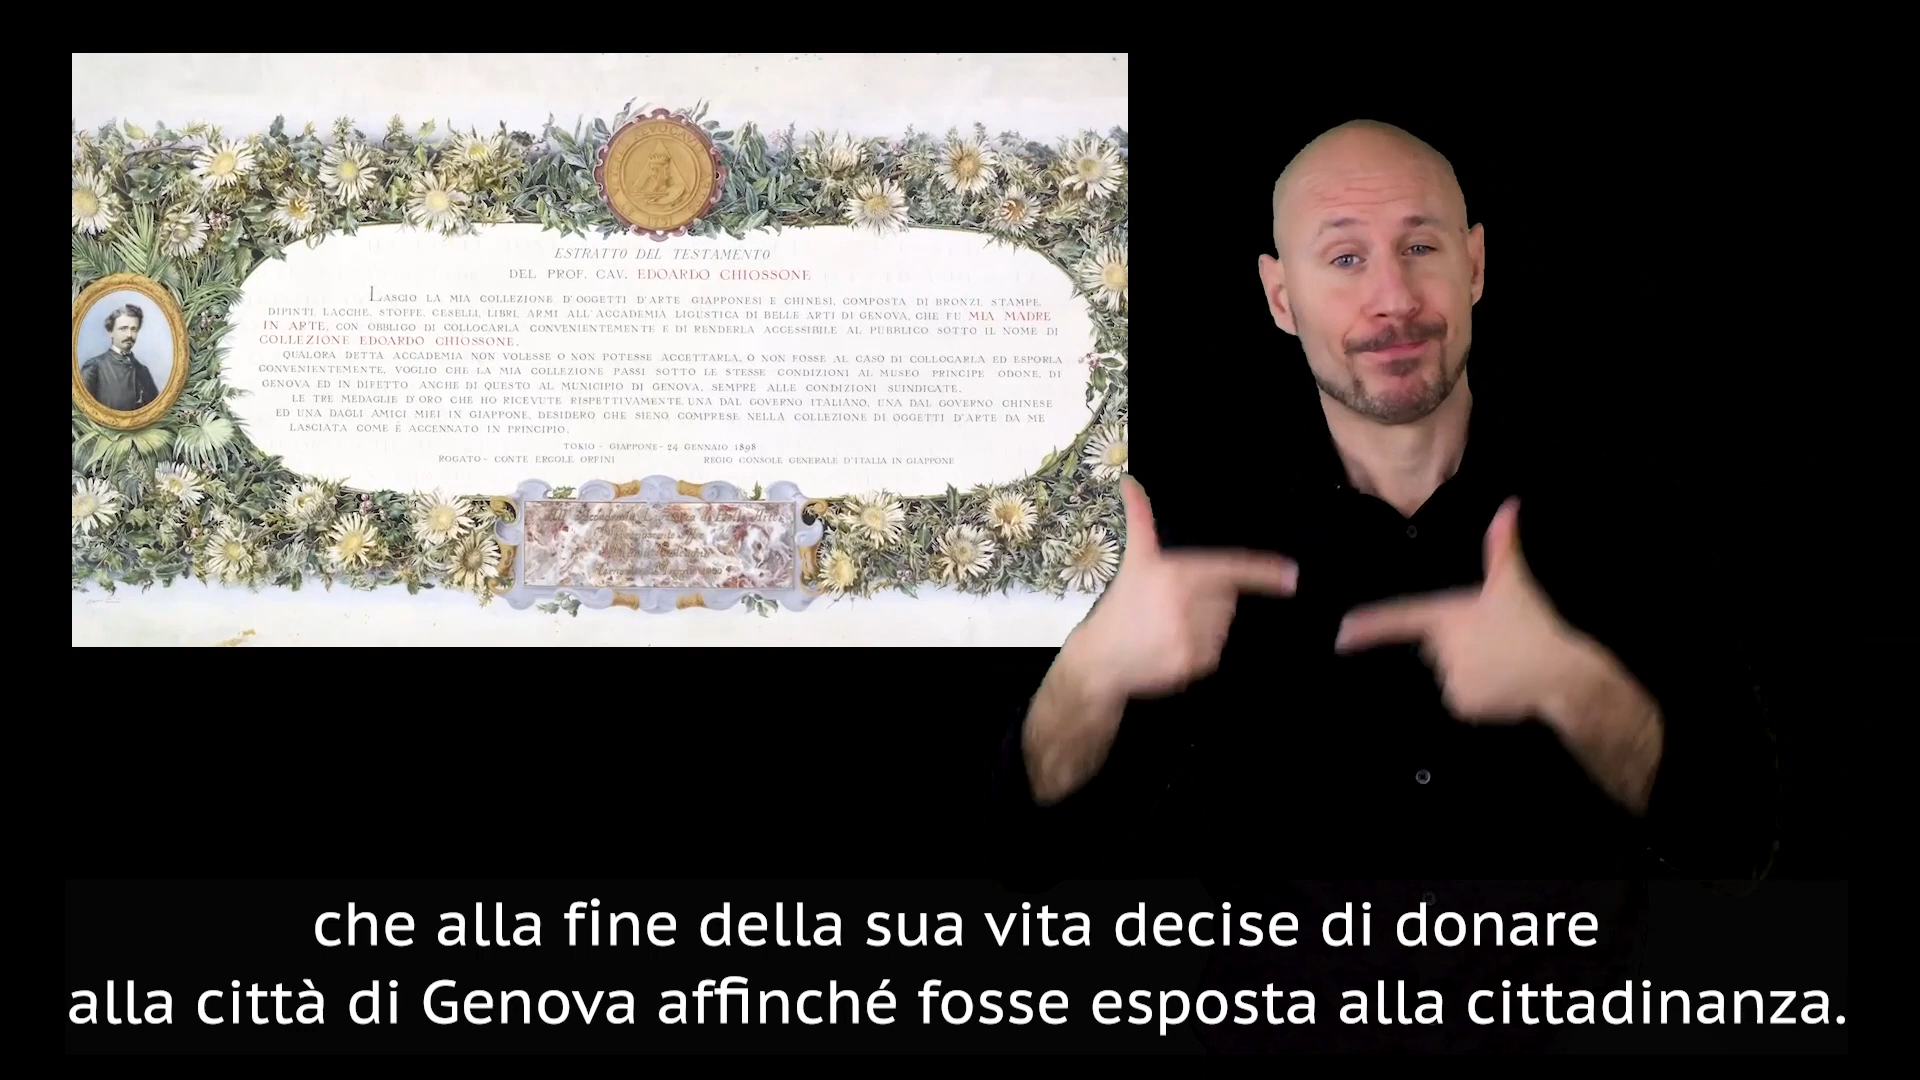 ESTRATTO DEL TESTAMENTO
DEL PROF. CAV. EDOARDO CHIOSSONE
LASCIO LA MIA COLLEZIONE D'OGGETTI D'ARTE GIAPPONESI E CHINESI, COMPOSTA DI BRONZI, STAMPE,
DIPINTI, LACCHE, STOFFE, CESELLI, LIBRI, ARMI ALL'ACCADEMIA LIGUSTICA DI BELLE ARTI DI GENOVA, CHE FU MIA MADRE
IN ARTE, CON OBBLIGO DI COLLOCARLA CONVENIENTEMENTE E DI RENDERLA ACCESSIBILE AL PUBBLICO SOTTO IL NOME DI
COLLEZIONE EDOARDO CHIOSSONE.
QUALORA DETTA ACCADEMIA NON VOLESSE O NON POTESSE ACCETTARLA, O NON FOSSE AL CASO DI COLLOCARLA ED ESPORLA
CONVENIENTEMENTE, VOGLIO CHE LA MIA COLLEZIONE PASSI SOTTO LE STESSE CONDIZIONI AL MUSEO PRINCIPE ODONE, DI
GENOVA ED IN DIFETTO ANCHE DI QUESTO AL MUNICIPIO DI GENOVA, SEMPRE ALLE CONDIZIONI SUINDICATE.
LE TRE MEDAGLIE D'ORO CHE HO RICEVUTE RISPETTIVAMENTE, UNA DAL GOVERNO ITALIANO, UNA DAL GOVERNO CHINESE
ED UNA DAGLI AMICI MIEI IN GIAPPONE, DESIDERO CHE SIENO COMPRESE NELLA COLLEZIONE DI OGGETTI D'ARTE DA ME
LASCIATA COME È ACCENNATO IN PRINCIPIO.
TOKIO - GIAPPONE - 24 GENNAIO 1898
ROGATO - CONTE ERCOLE ORFINI REGIO CONSOLE GENERALE D'ITALIA IN GIAPPONE
che alla fine della sua vita decise di donare
alla città di Genova affinché fosse esposta alla cittadinanza.